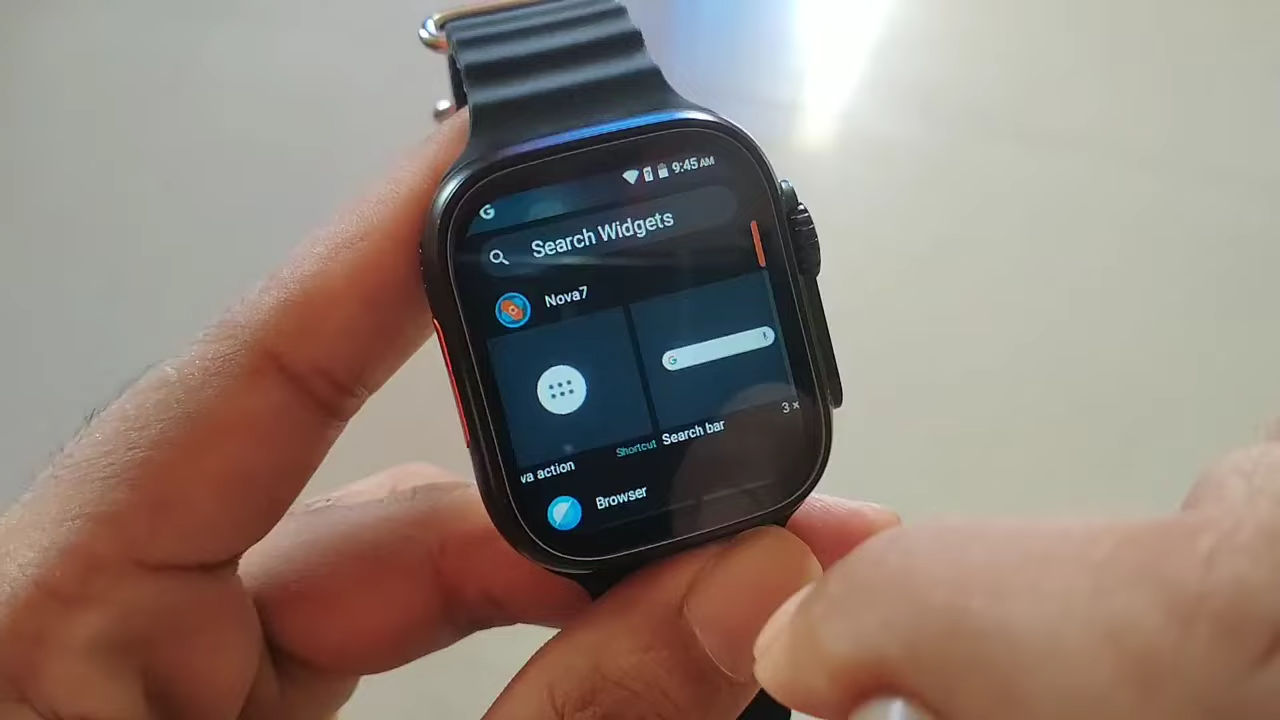 9:45 AM
G
Search Widgets
Nova7
G
3 ×
Shortcut Search bar
va action
Browser